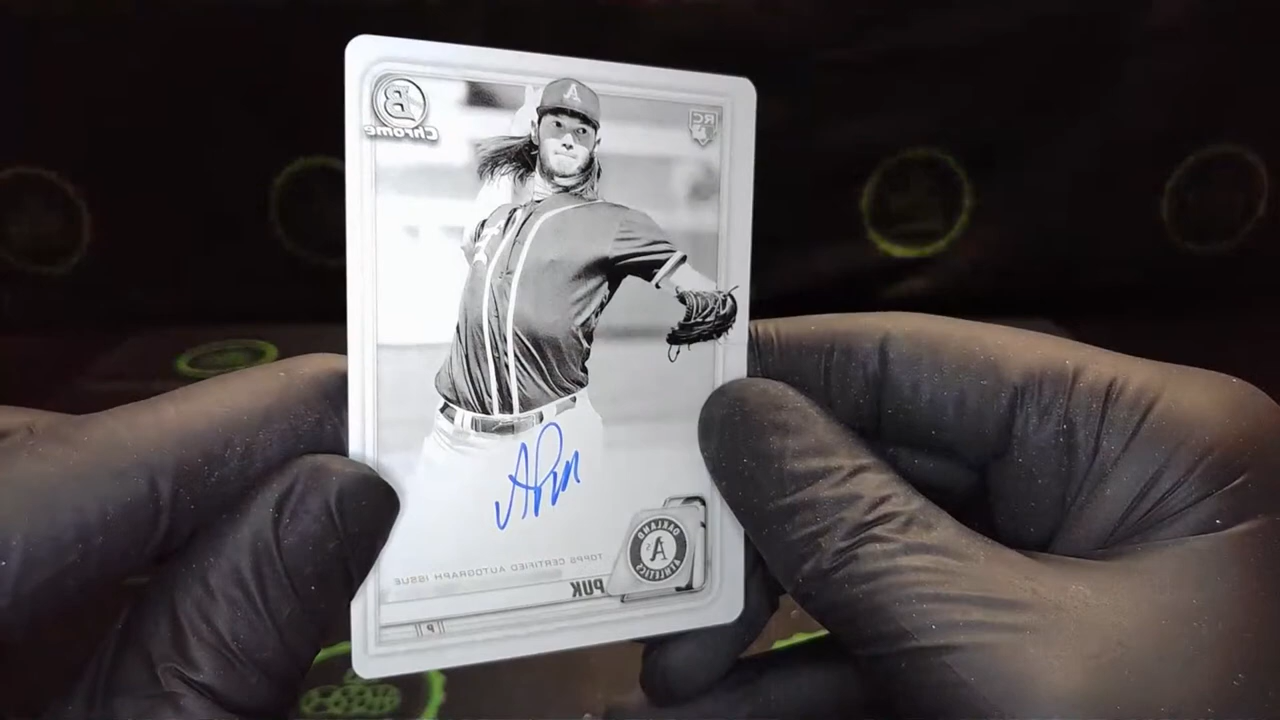 B
Chrome
RC
A
OAKLAND
A's
ATHLETICS
TOPPS CERTIFIED AUTOGRAPH ISSUE
PUK
P